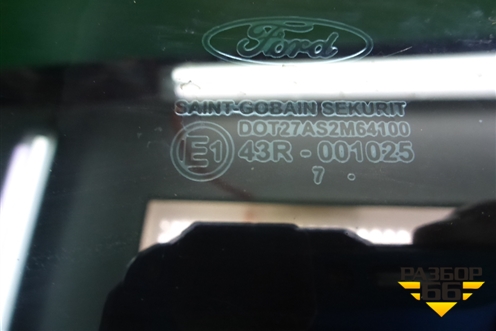 Ford
SAINT-GOBAIN SEKURIT
DOT27AS2M64100
E1 43R - 001025
7 .
РАЗБОР
66